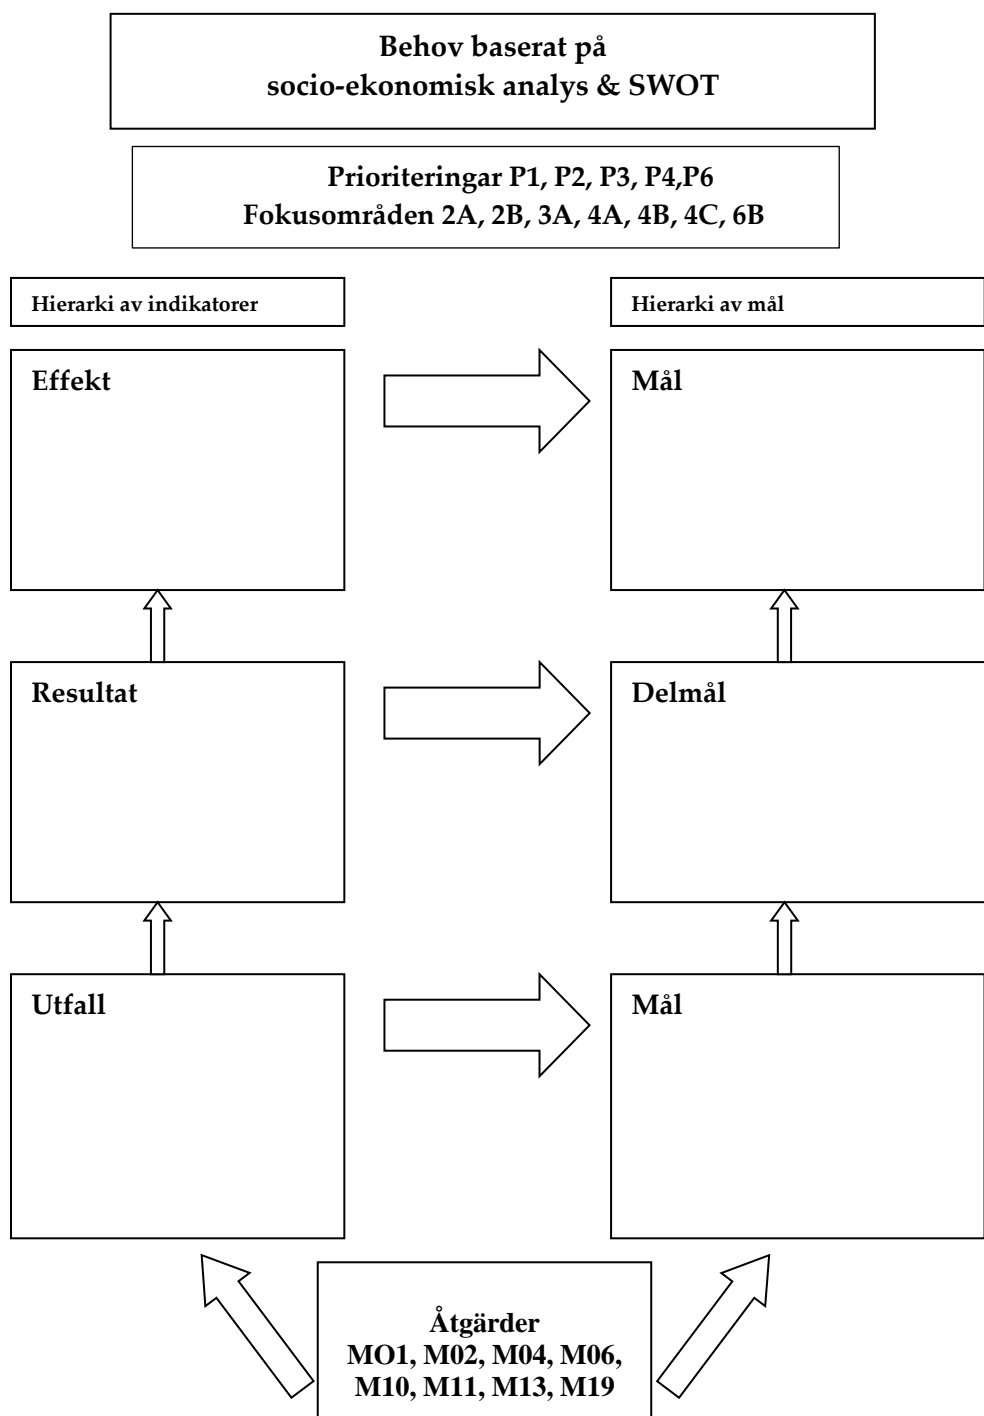 Behov baserat på
socio-ekonomisk analys & SWOT
Prioriteringar P1, P2, P3, P4,P6
Fokusområden 2A, 2B, 3A, 4A, 4B, 4C, 6B
Hierarki av indikatorer
Hierarki av mål
Effekt
Mål
Resultat
Delmål
Utfall
Mål
Åtgärder
MO1, M02, M04, M06,
M10, M11, M13, M19